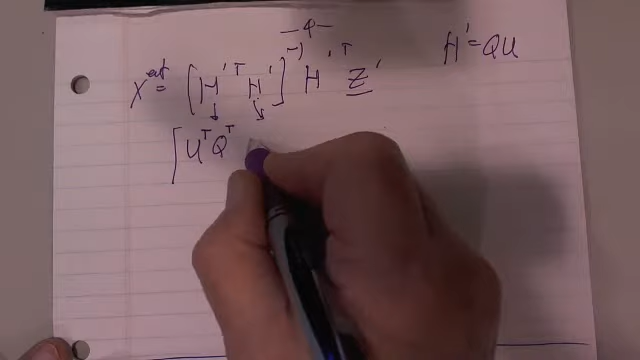 — Q —
H' = QU
x^est = [H'^T H']^-1 H'^T Z'
[U^T Q^T